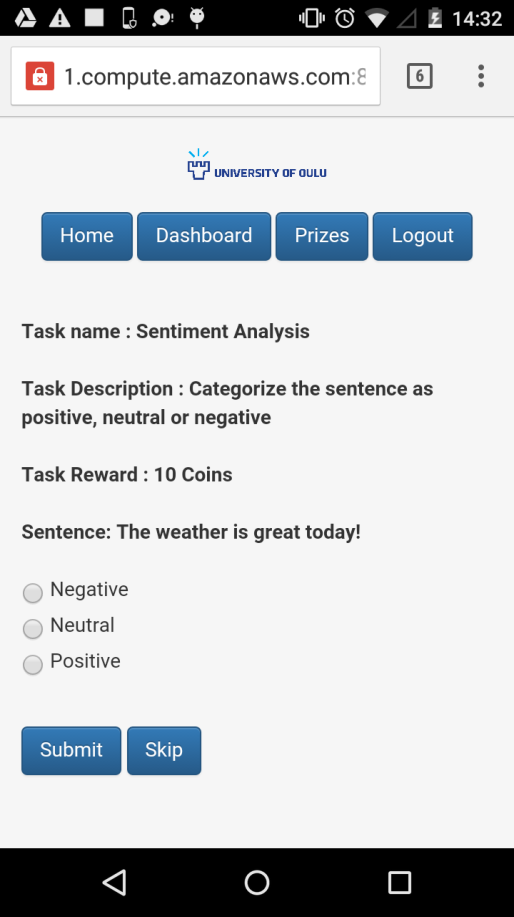 14:32
1.compute.amazonaws.com:8
6
UNIVERSITY OF OULU
Home Dashboard Prizes Logout
Task name : Sentiment Analysis
Task Description : Categorize the sentence as
positive, neutral or negative
Task Reward : 10 Coins
Sentence: The weather is great today!
Negative
Neutral
Positive
Submit Skip